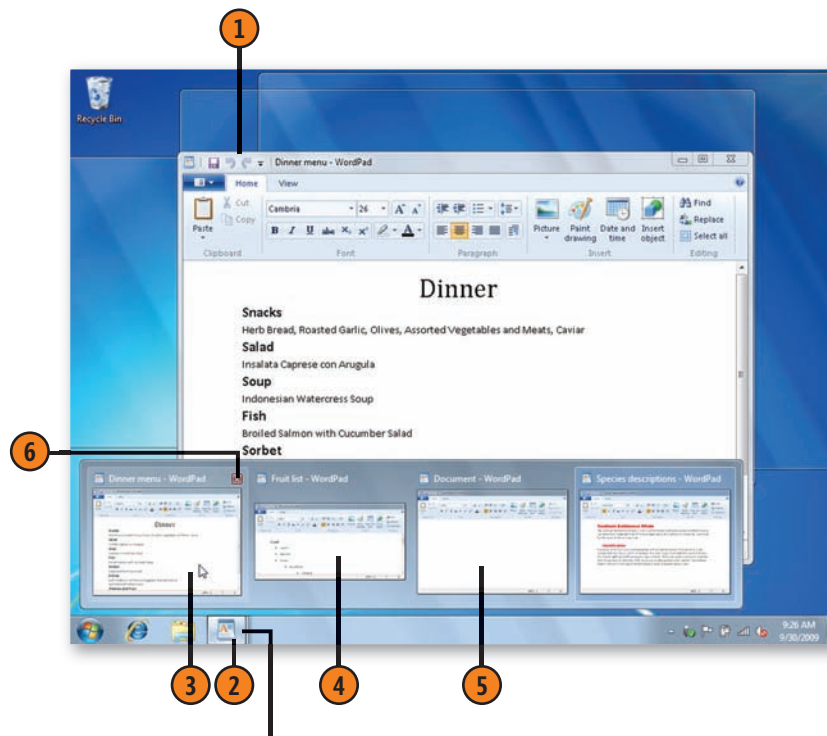 1
Recycle Bin
Dinner menu - WordPad
Home View
Cut
Copy
Paste
Cambria 26
Find
Replace
Select all
Picture
Paint drawing
Date and time
Insert object
Clipboard Font Paragraph Insert Editing
Dinner
Snacks
Herb Bread, Roasted Garlic, Olives, Assorted Vegetables and Meats, Caviar
Salad
Insalata Caprese con Arugula
Soup
Indonesian Watercress Soup
Fish
Broiled Salmon with Cucumber Salad
Sorbet
6
Dinner menu - WordPad
Fruit list - WordPad
Document - WordPad
Species descriptions - WordPad
Dinner
9:26 AM
9/30/2009
3
2
4
5